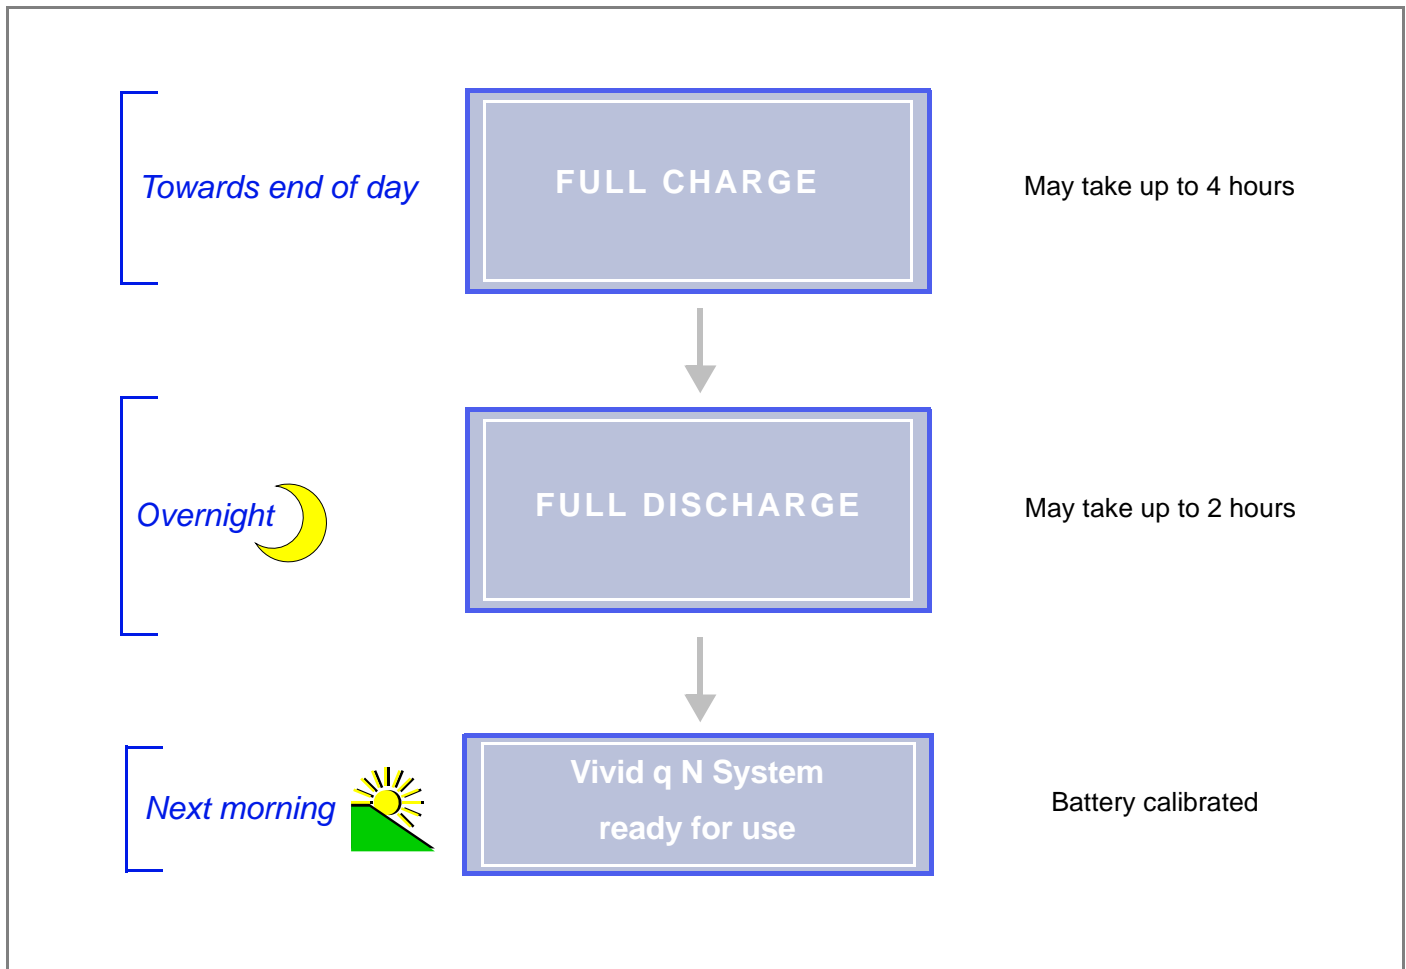 Towards end of day
FULL CHARGE
May take up to 4 hours
Overnight
FULL DISCHARGE
May take up to 2 hours
Next morning
Vivid q N System
ready for use
Battery calibrated